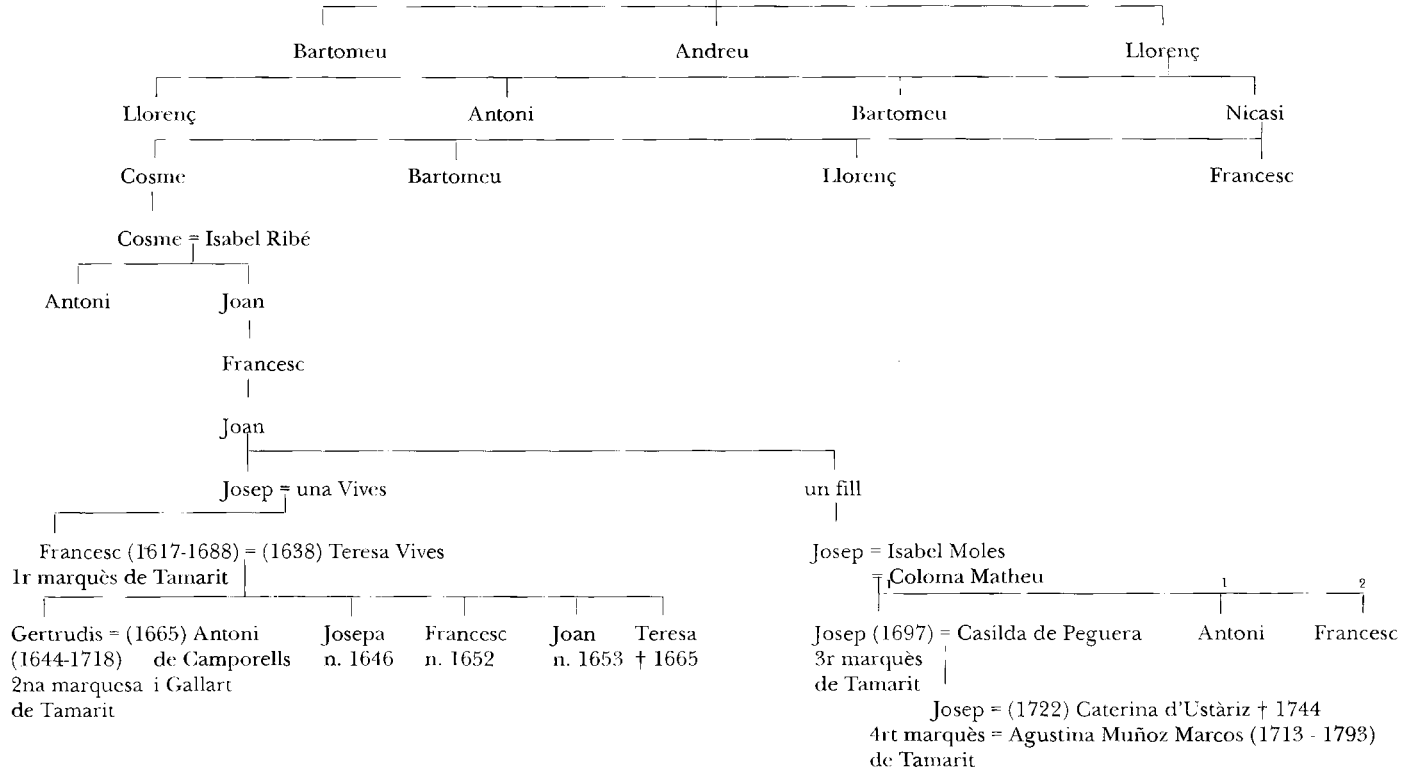 Bartomeu Andreu Llorenç
Llorenç Antoni Bartomeu Nicasi
Cosme Bartomeu Llorenç Francesc
Cosme = Isabel Ribé
Antoni Joan
Francesc
Joan
Josep = una Vives un fill
Francesc (1617-1688) = (1638) Teresa Vives
1r marquès de Tamarit
Josep = Isabel Moles
= Coloma Matheu
1 1 2
Gertrudis = (1665) Antoni
(1644-1718) de Camporells
2na marquesa i Gallart
de Tamarit
Josepa
n. 1646
Francesc
n. 1652
Joan
n. 1653
Teresa
† 1665
Josep (1697) = Casilda de Peguera
3r marquès
de Tamarit
Antoni
Francesc
Josep = (1722) Caterina d'Ustàriz † 1744
4rt marquès = Agustina Muñoz Marcos (1713 - 1793)
de Tamarit